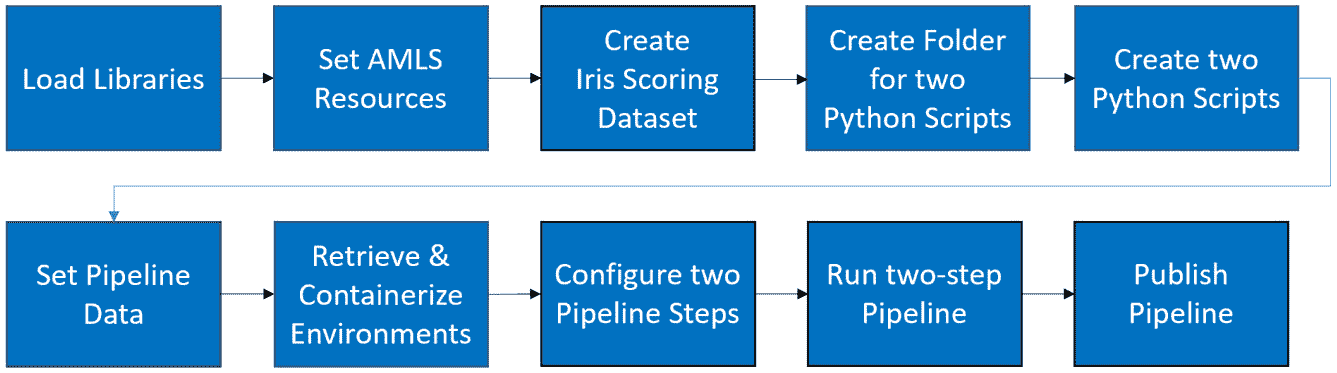 Load Libraries
Set AMLS
Resources
Create
Iris Scoring
Dataset
Create Folder
for two
Python Scripts
Create two
Python Scripts
Set Pipeline
Data
Retrieve &
Containerize
Environments
Configure two
Pipeline Steps
Run two-step
Pipeline
Publish
Pipeline